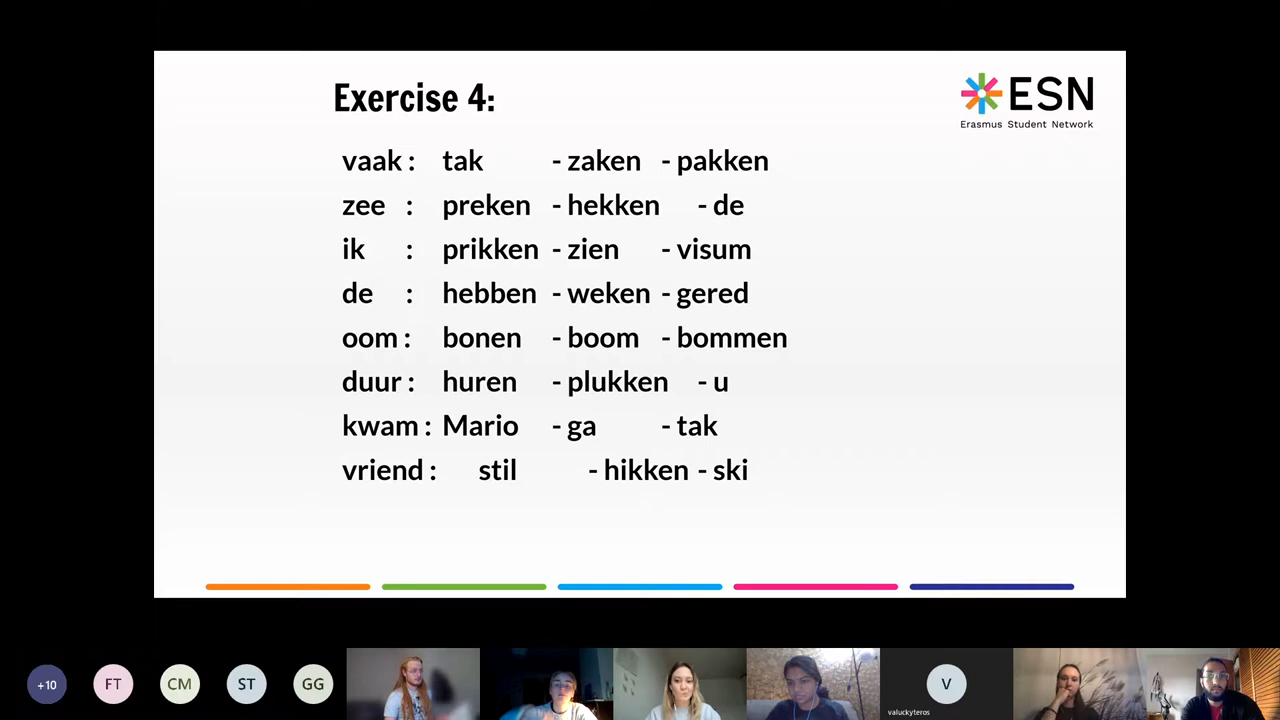 Exercise 4:
ESN
Erasmus Student Network
vaak : tak - zaken - pakken
zee : preken - hekken - de
ik : prikken - zien - visum
de : hebben - weken - gered
oom : bonen - boom - bommen
duur : huren - plukken - u
kwam : Mario - ga - tak
vriend : stil - hikken - ski
+10 FT CM ST GG V
valuckyteros